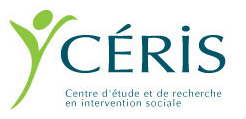 CÉRIS
Centre d'étude et de recherche
en intervention sociale